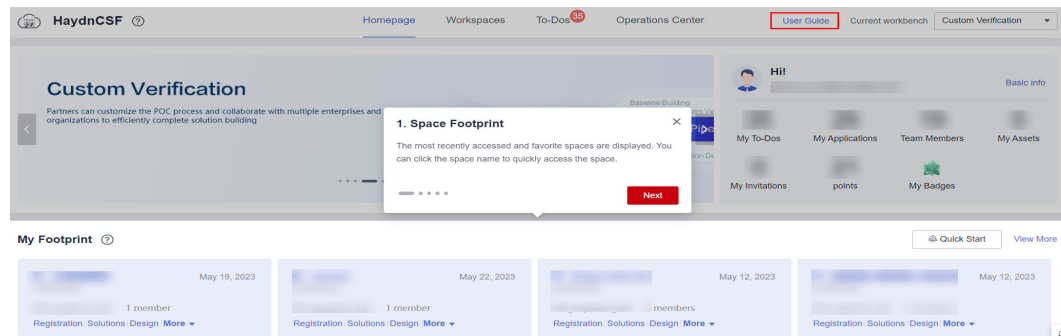 HaydnCSF
Homepage Workspaces To-Dos 35 Operations Center User Guide Current workbench Custom Verification
Custom Verification
Partners can customize the POC process and collaborate with multiple enterprises and
organizations to efficiently complete solution building
Baseline Building
1. Space Footprint
The most recently accessed and favorite spaces are displayed. You
can click the space name to quickly access the space.
Next
Hi!
Basic info
My To-Dos My Applications Team Members My Assets
My Invitations points My Badges
My Footprint Quick Start View More
May 19, 2023
1 member
Registration Solutions Design More
May 22, 2023
1 member
Registration Solutions Design More
May 12, 2023
members
Registration Solutions Design More
May 12, 2023
Registration Solutions Design More